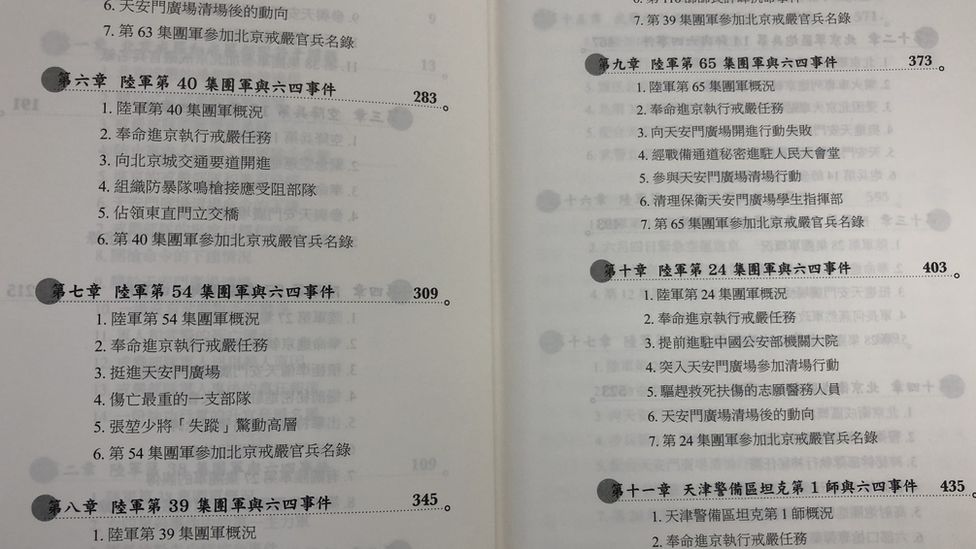 6. 天安門廣場清場後的動向
7. 第 63 集團軍參加北京戒嚴官兵名錄
第六章 陸軍第 40 集團軍與六四事件 283
1. 陸軍第 40 集團軍概況
2. 奉命進京執行戒嚴任務
3. 向北京城交通要道開進
4. 組織防暴隊鳴槍接應受阻部隊
5. 佔領東直門立交橋
6. 第 40 集團軍參加北京戒嚴官兵名錄
第七章 陸軍第 54 集團軍與六四事件 309
1. 陸軍第 54 集團軍概況
2. 奉命進京執行戒嚴任務
3. 挺進天安門廣場
4. 傷亡最重的一支部隊
5. 張堃少將「失蹤」驚動高層
6. 第 54 集團軍參加北京戒嚴官兵名錄
第八章 陸軍第 39 集團軍與六四事件 345
1. 陸軍第 39 集團軍概況
7. 第 39 集團軍參加北京戒嚴官兵名錄
第九章 陸軍第 65 集團軍與六四事件 373
1. 陸軍第 65 集團軍概況
2. 奉命進京執行戒嚴任務
3. 向天安門廣場開進行動失敗
4. 經戰備通道秘密進駐人民大會堂
5. 參與天安門廣場清場行動
6. 清理保衛天安門廣場學生指揮部
7. 第 65 集團軍參加北京戒嚴官兵名錄
第十章 陸軍第 24 集團軍與六四事件 403
1. 陸軍第 24 集團軍概況
2. 奉命進京執行戒嚴任務
3. 提前進駐中國公安部機關大院
4. 突入天安門廣場參加清場行動
5. 驅趕救死扶傷的志願醫務人員
6. 天安門廣場清場後的動向
7. 第 24 集團軍參加北京戒嚴官兵名錄
第十一章 天津警備區坦克第 1 師與六四事件 435
1. 天津警備區坦克第 1 師概況
2. 奉命進京執行戒嚴任務